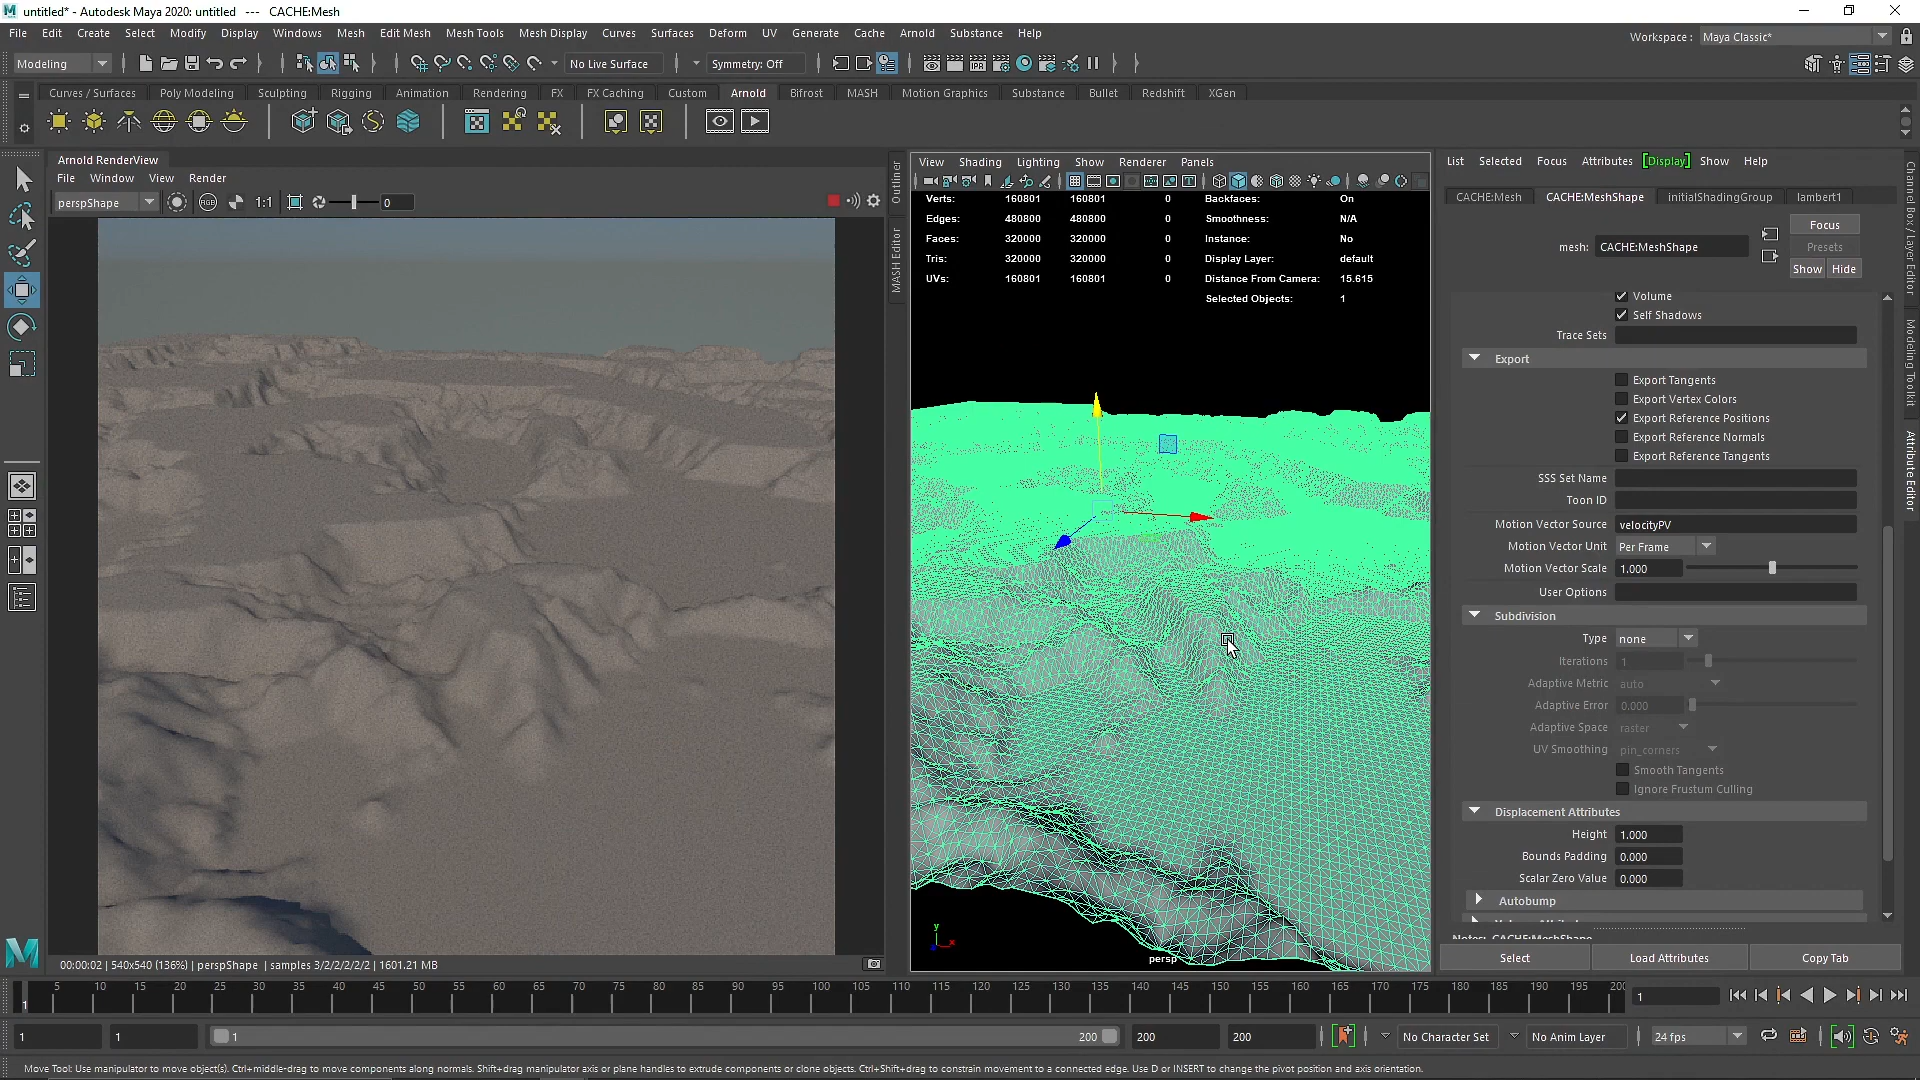 untitled* - Autodesk Maya 2020: untitled   ---   CACHE:Mesh
File Edit Create Select Modify Display Windows Mesh Edit Mesh Mesh Tools Mesh Display Curves Surfaces Deform UV Generate Cache Arnold Substance Help
Workspace : Maya Classic*
Modeling No Live Surface Symmetry: Off
Curves / Surfaces Poly Modeling Sculpting Rigging Animation Rendering FX FX Caching Custom Arnold Bifrost MASH Motion Graphics Substance Bullet Redshift XGen
Arnold RenderView
File Window View Render
perspShape RGB 1:1 0
00:00:02 | 540x540 (136%) | perspShape | samples 3/2/2/2/2/2 | 1601.21 MB
Outliner
MASH Editor
View Shading Lighting Show Renderer Panels
Verts: 160801 160801 0 Backfaces: On
Edges: 480800 480800 0 Smoothness: N/A
Faces: 320000 320000 0 Instance: No
Tris: 320000 320000 0 Display Layer: default
UVs: 160801 160801 0 Distance From Camera: 15.615
Selected Objects: 1
y
x
persp
List Selected Focus Attributes [Display] Show Help
CACHE:Mesh CACHE:MeshShape initialShadingGroup lambert1
Focus
mesh: CACHE:MeshShape Presets
Show Hide
Volume
Self Shadows
Trace Sets
Export
Export Tangents
Export Vertex Colors
Export Reference Positions
Export Reference Normals
Export Reference Tangents
SSS Set Name
Toon ID
Motion Vector Source velocityPV
Motion Vector Unit Per Frame
Motion Vector Scale 1.000
User Options
Subdivision
Type none
Iterations 1
Adaptive Metric auto
Adaptive Error 0.000
Adaptive Space raster
UV Smoothing pin_corners
Smooth Tangents
Ignore Frustum Culling
Displacement Attributes
Height 1.000
Bounds Padding 0.000
Scalar Zero Value 0.000
Autobump
Notes: CACHE:MeshShape
Select Load Attributes Copy Tab
Channel Box / Layer Editor
Modeling Toolkit
Attribute Editor
1 5 10 15 20 25 30 35 40 45 50 55 60 65 70 75 80 85 90 95 100 105 110 115 120 125 130 135 140 145 150 155 160 165 170 175 180 185 190 195 200 1
1 1 1 200 200 200 No Character Set No Anim Layer 24 fps
Move Tool: Use manipulator to move object(s). Ctrl+middle-drag to move components along normals. Shift+drag manipulator axis or plane handles to extrude components or clone objects. Ctrl+Shift+drag to constrain movement to a connected edge. Use D or INSERT to change the pivot position and axis orientation.